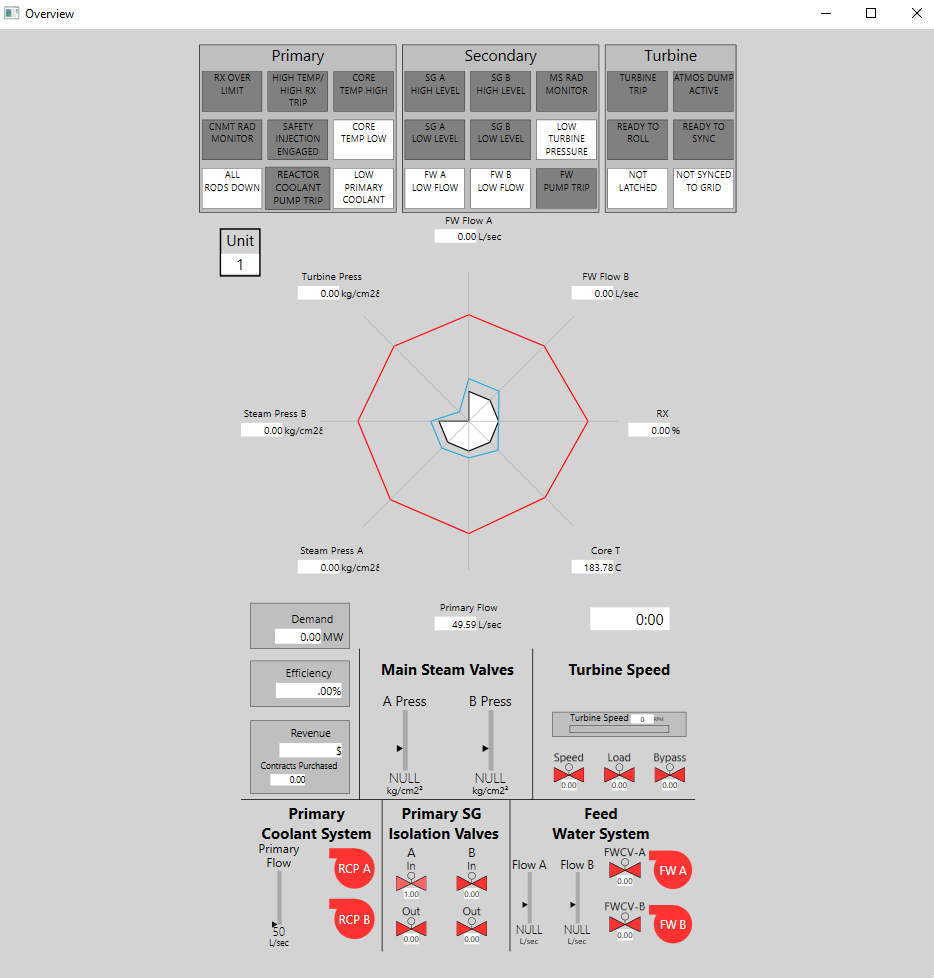 Overview
Primary
Secondary
Turbine
RX OVER
LIMIT
HIGH TEMP/
HIGH RX
TRIP
CORE
TEMP HIGH
SG A
HIGH LEVEL
SG B
HIGH LEVEL
MS RAD
MONITOR
TURBINE
TRIP
ATMOS DUMP
ACTIVE
CNMT RAD
MONITOR
SAFETY
INJECTION
ENGAGED
CORE
TEMP LOW
SG A
LOW LEVEL
SG B
LOW LEVEL
LOW
TURBINE
PRESSURE
READY TO
ROLL
READY TO
SYNC
ALL
RODS DOWN
REACTOR
COOLANT
PUMP TRIP
LOW
PRIMARY
COOLANT
FW A
LOW FLOW
FW B
LOW FLOW
FW
PUMP TRIP
NOT
LATCHED
NOT SYNCED
TO GRID
FW Flow A
0.00 L/sec
Unit
1
Turbine Press
0.00 kg/cm2
FW Flow B
0.00 L/sec
Steam Press B
0.00 kg/cm2
RX
0.00 %
Steam Press A
0.00 kg/cm2
Core T
183.78 C
Primary Flow
49.59 L/sec
0:00
Demand
0.00 MW
Efficiency
.00%
Revenue
$
Contracts Purchased
0.00
Main Steam Valves
A Press
B Press
NULL
kg/cm2²
NULL
kg/cm2²
Turbine Speed
Turbine Speed 0 RPM
Speed
Load
Bypass
0.00
0.00
0.00
Primary
Coolant System
Primary
Flow
RCP A
RCP B
50
L/sec
Primary SG
Isolation Valves
A
B
In
In
1.00
0.00
Out
Out
0.00
0.00
Feed
Water System
Flow A
Flow B
FWCV-A
0.00
FW A
FWCV-B
0.00
FW B
NULL
L/sec
NULL
L/sec